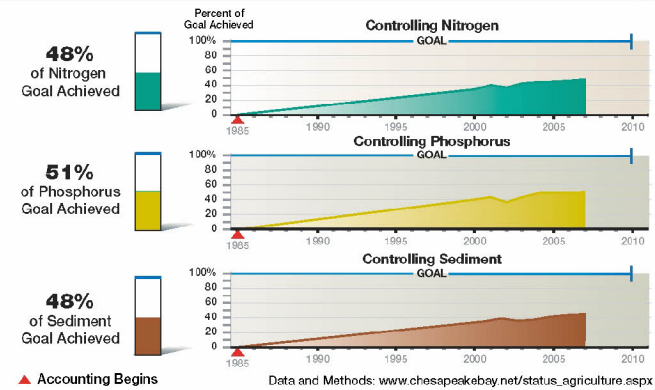 Percent of
Goal Achieved
Controlling Nitrogen
48%
of Nitrogen
Goal Achieved
100%
80
60
40
20
0
GOAL
1985
1990
1995
2000
2005
2010
Controlling Phosphorus
51%
of Phosphorus
Goal Achieved
100%
80
60
40
20
0
GOAL
1985
1990
1995
2000
2005
2010
Controlling Sediment
48%
of Sediment
Goal Achieved
100%
80
60
40
20
0
GOAL
1985
1990
1995
2000
2005
2010
Accounting Begins
Data and Methods: www.chesapeakebay.net/status_agriculture.aspx